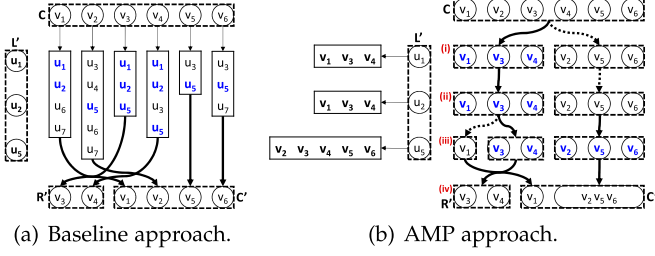 C v1 v2 v3 v4 v5 v6
L'
u1
u2
u5
u1 u2 u6 u7
u3 u4 u6 u7
u1 u2 u5
u1 u2 u3 u5
u3 u5
u3 u6 u7
R' v3 v4 v1 v2 v5 v6 C'
(a) Baseline approach.
C v1 v2 v3 v4 v5 v6
L'
v1 v3 v4 u1
v1 v3 v4 u2
v2 v3 v4 v5 v6 u5
(i) v1 v3 v4 v2 v5 v6
(ii) v1 v3 v4 v2 v5 v6
(iii) v1 v3 v4 v2 v5 v6
(iv) R' v3 v4 v1 v2 v5 v6 C'
(b) AMP approach.